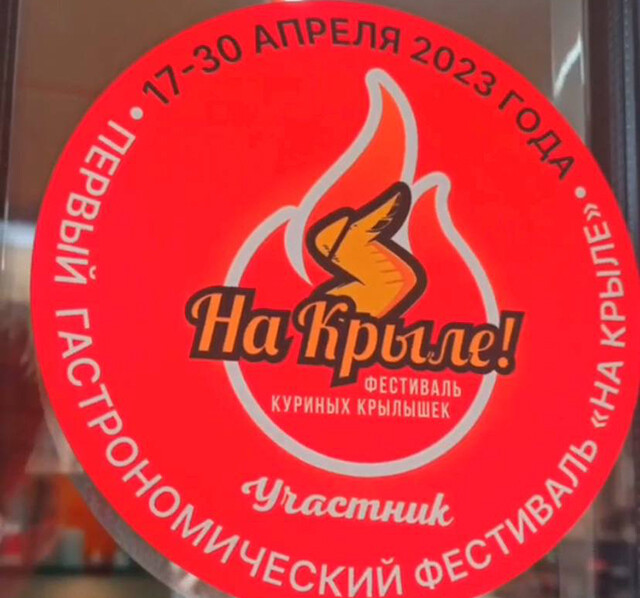 • 17-30 АПРЕЛЯ 2023 ГОДА •
ПЕРВЫЙ ГАСТРОНОМИЧЕСКИЙ ФЕСТИВАЛЬ «НА КРЫЛЕ»
На Крыле!
ФЕСТИВАЛЬ
КУРИНЫХ КРЫЛЫШЕК
Участник